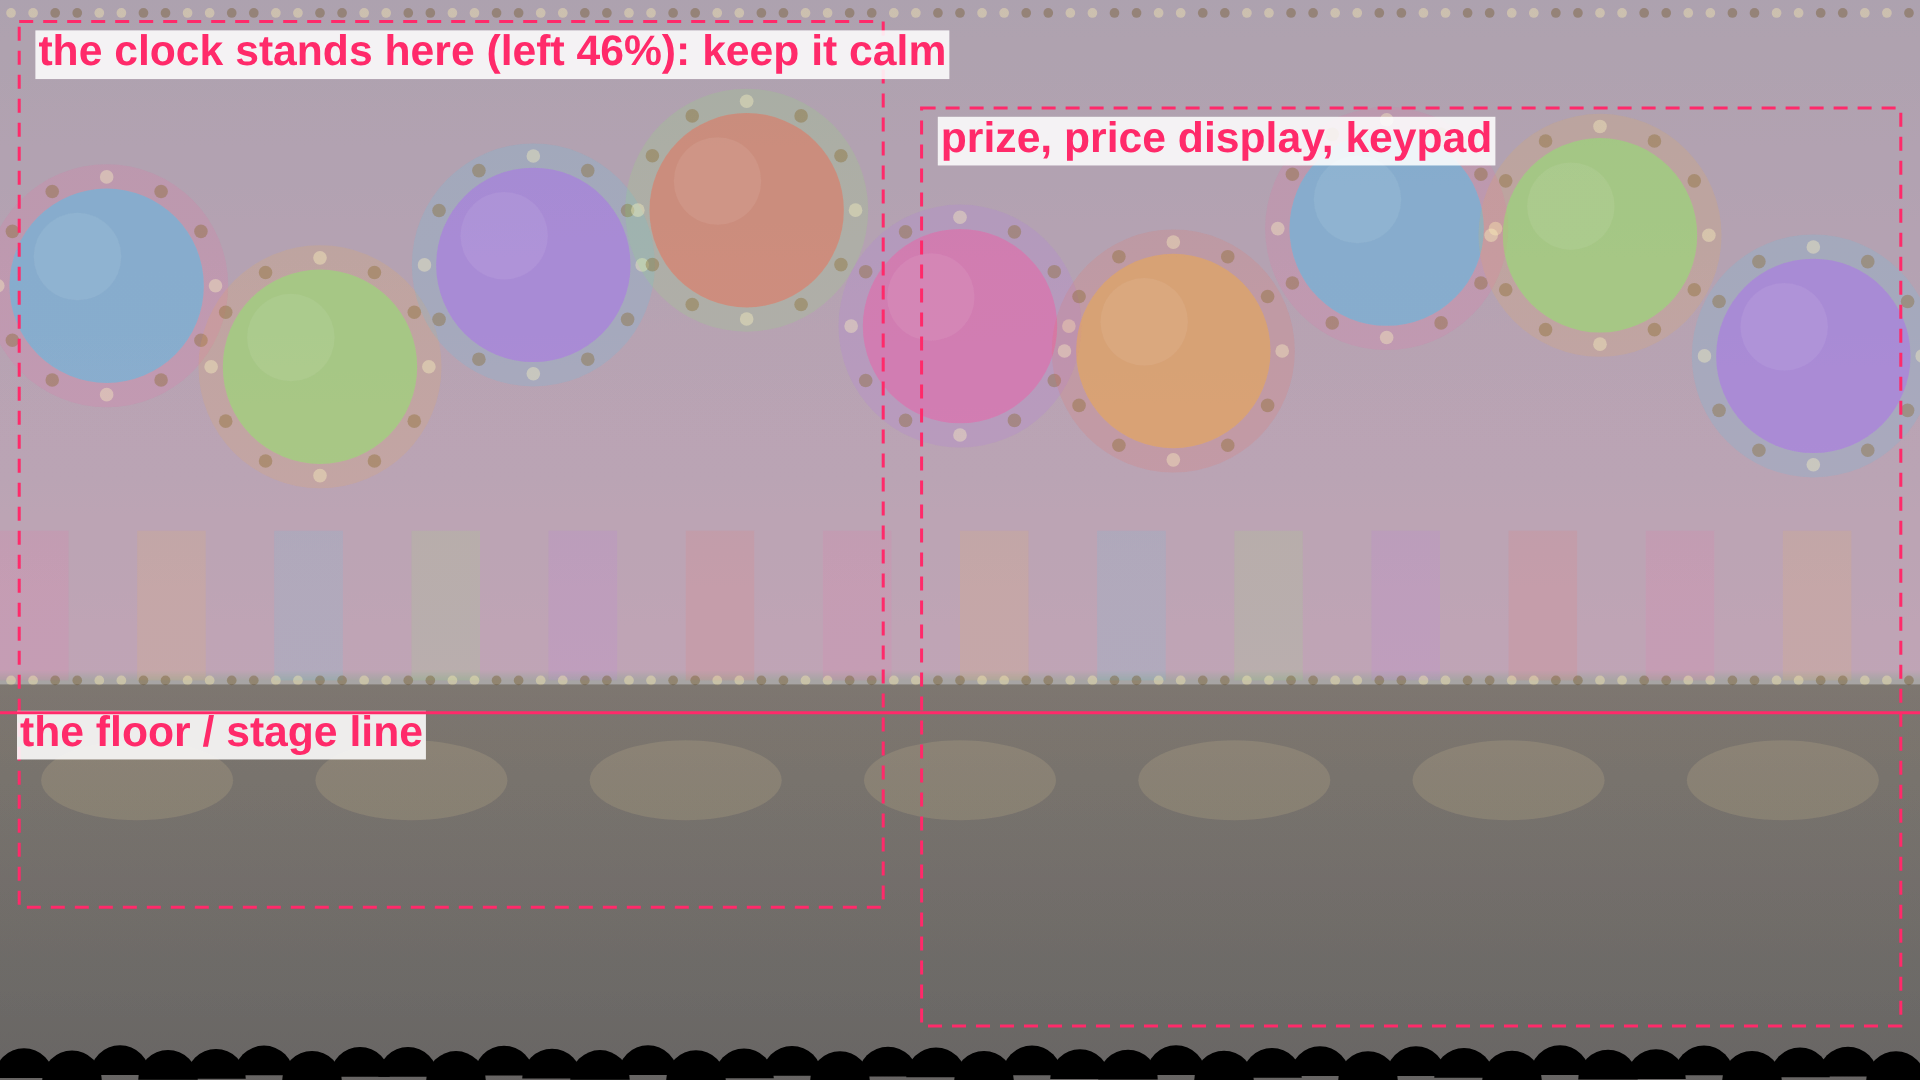 the clock stands here (left 46%): keep it calm
prize, price display, keypad
the floor / stage line